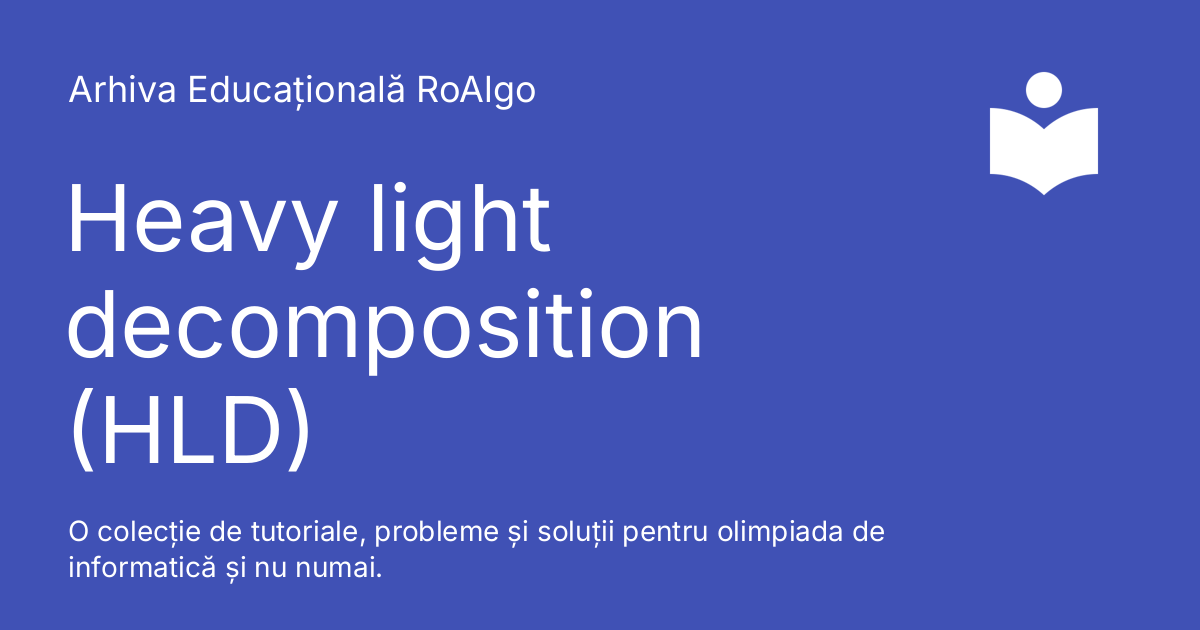 Arhiva Educațională RoAlgo
Heavy light
decomposition
(HLD)
O colecție de tutoriale, probleme și soluții pentru olimpiada de
informatică și nu numai.